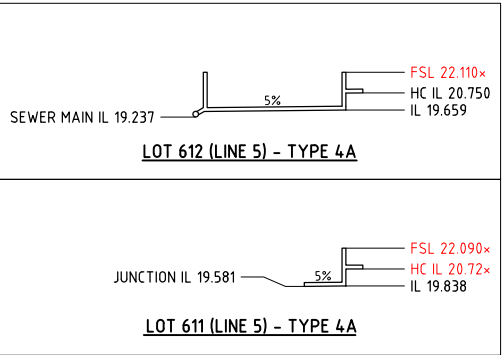 FSL 22.110×
HC IL 20.750
5%
IL 19.659
SEWER MAIN IL 19.237
LOT 612 (LINE 5) - TYPE 4A
FSL 22.090×
HC IL 20.72×
5%
JUNCTION IL 19.581
IL 19.838
LOT 611 (LINE 5) - TYPE 4A